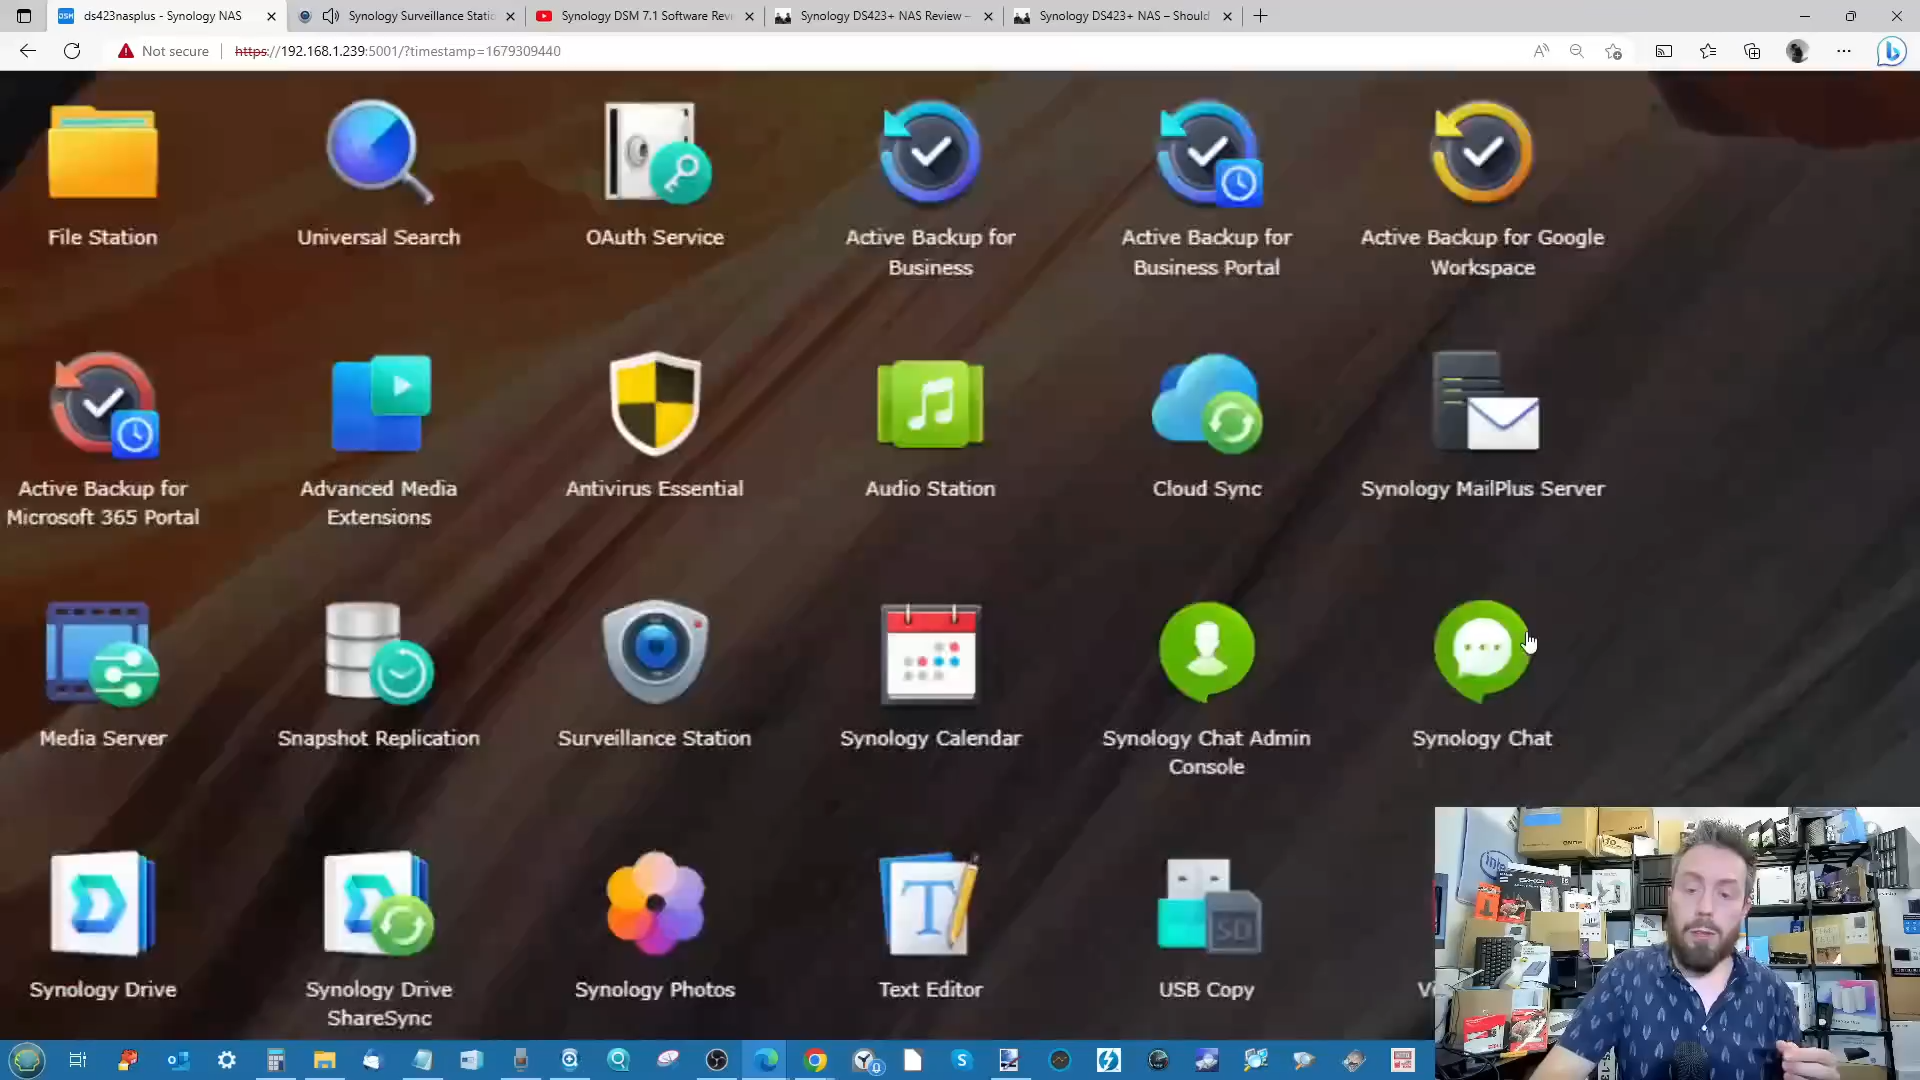 ds423nasplus - Synology NAS
Synology Surveillance Statio
Synology DSM 7.1 Software Rev
Synology DS423+ NAS Review –
Synology DS423+ NAS – Should
Not secure
https://192.168.1.239:5001/?timestamp=1679309440
File Station
Universal Search
OAuth Service
Active Backup for
Business
Active Backup for
Business Portal
Active Backup for Google
Workspace
Active Backup for
Microsoft 365 Portal
Advanced Media
Extensions
Antivirus Essential
Audio Station
Cloud Sync
Synology MailPlus Server
Media Server
Snapshot Replication
Surveillance Station
Synology Calendar
Synology Chat Admin
Console
Synology Chat
SD
Synology Drive
Synology Drive
ShareSync
Synology Photos
Text Editor
USB Copy
intel